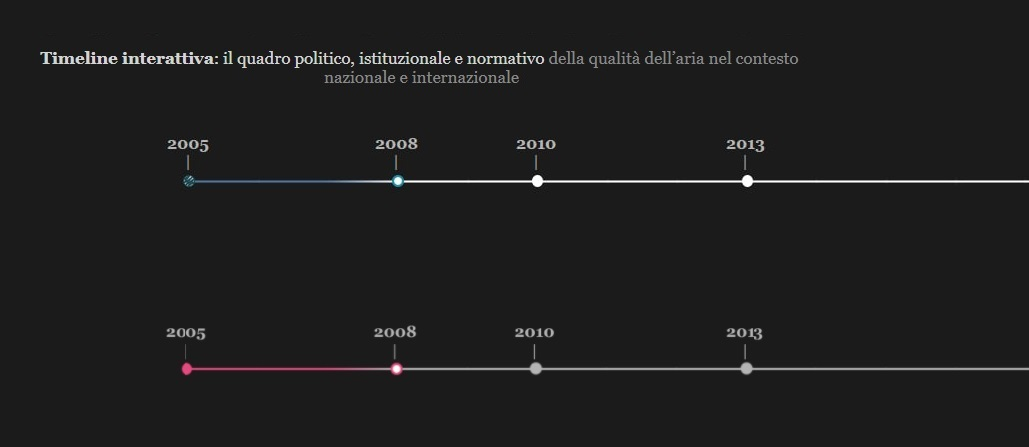 Timeline interattiva: il quadro politico, istituzionale e normativo della qualità dell’aria nel contesto
nazionale e internazionale
2005 2008 2010 2013
2005 2008 2010 2013